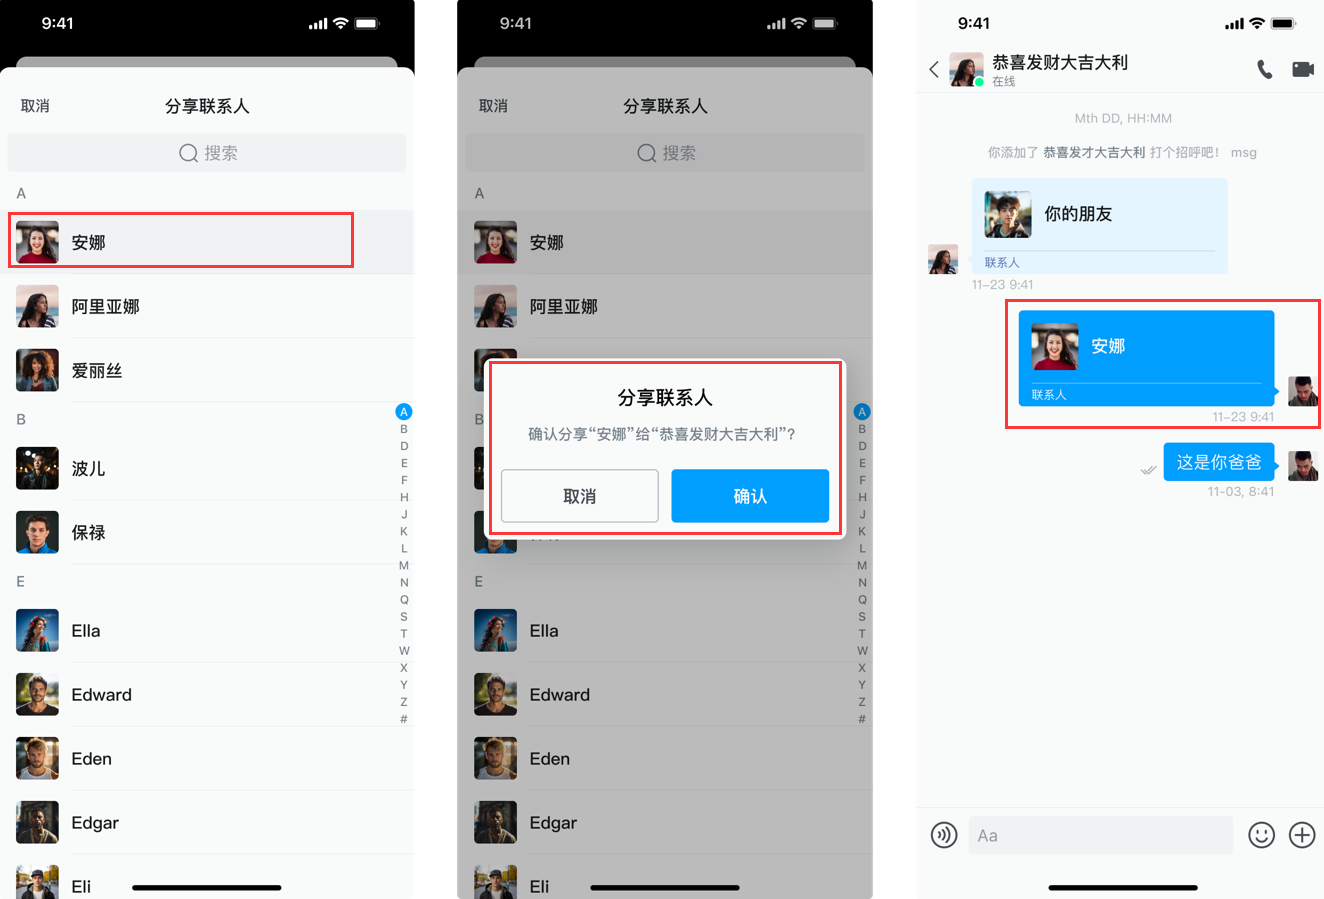 9:41
取消
分享联系人
搜索
A
安娜
阿里亚娜
爱丽丝
B
波儿
保禄
E
Ella
Edward
Eden
Edgar
Eli
A
B
D
E
F
H
J
K
L
M
N
Q
S
T
W
X
Y
Z
#
9:41
取消
分享联系人
搜索
A
安娜
阿里亚娜
B
分享联系人
确认分享“安娜”给“恭喜发财大吉大利”？
取消
确认
E
Ella
Edward
Eden
Edgar
Eli
A
B
D
E
F
H
J
K
L
M
N
Q
S
T
W
X
Y
Z
#
9:41
恭喜发财大吉大利
在线
Mth DD, HH:MM
你添加了 恭喜发才大吉大利 打个招呼吧！ msg
你的朋友
联系人
11–23 9:41
安娜
联系人
11–23 9:41
这是你爸爸
11-03, 8:41
Aa